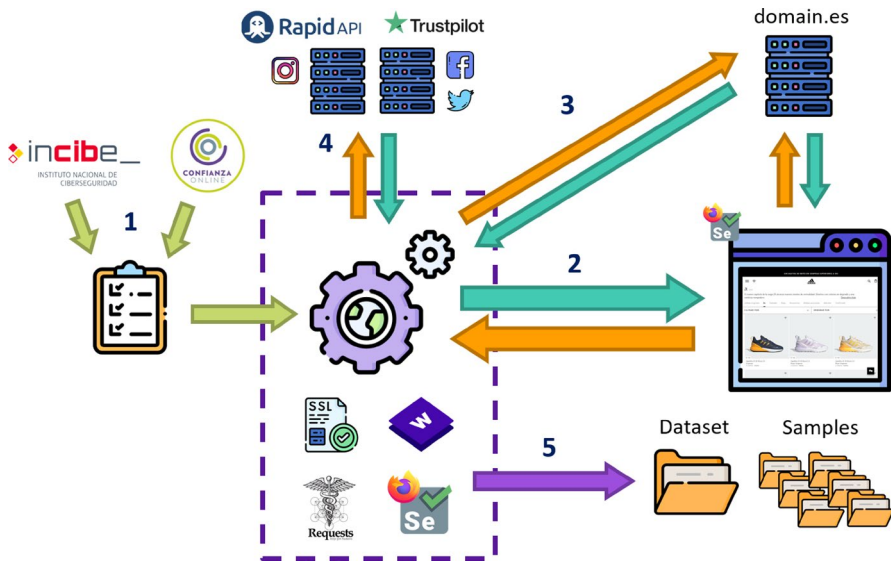 RapidAPI
Trustpilot
domain.es
3
4
incibe_
INSTITUTO NACIONAL DE
CIBERSEGURIDAD
CONFIANZA
ONLINE
1
2
Se
SSL
W
5
Dataset
Samples
Requests
Se